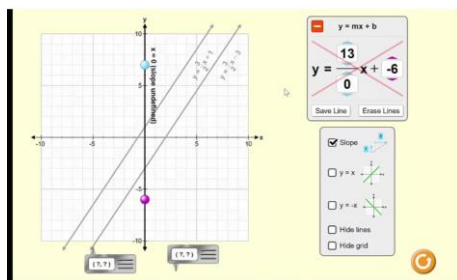 y
10
x = 0 (slope undefined)
5
-10
-5
5
10
x
-5
-10
(?, ?)
(?, ?)
y = mx + b
y = 13/0 x + -6
Save Line
Erase Lines
Slope
y = x
y = -x
Hide lines
Hide grid